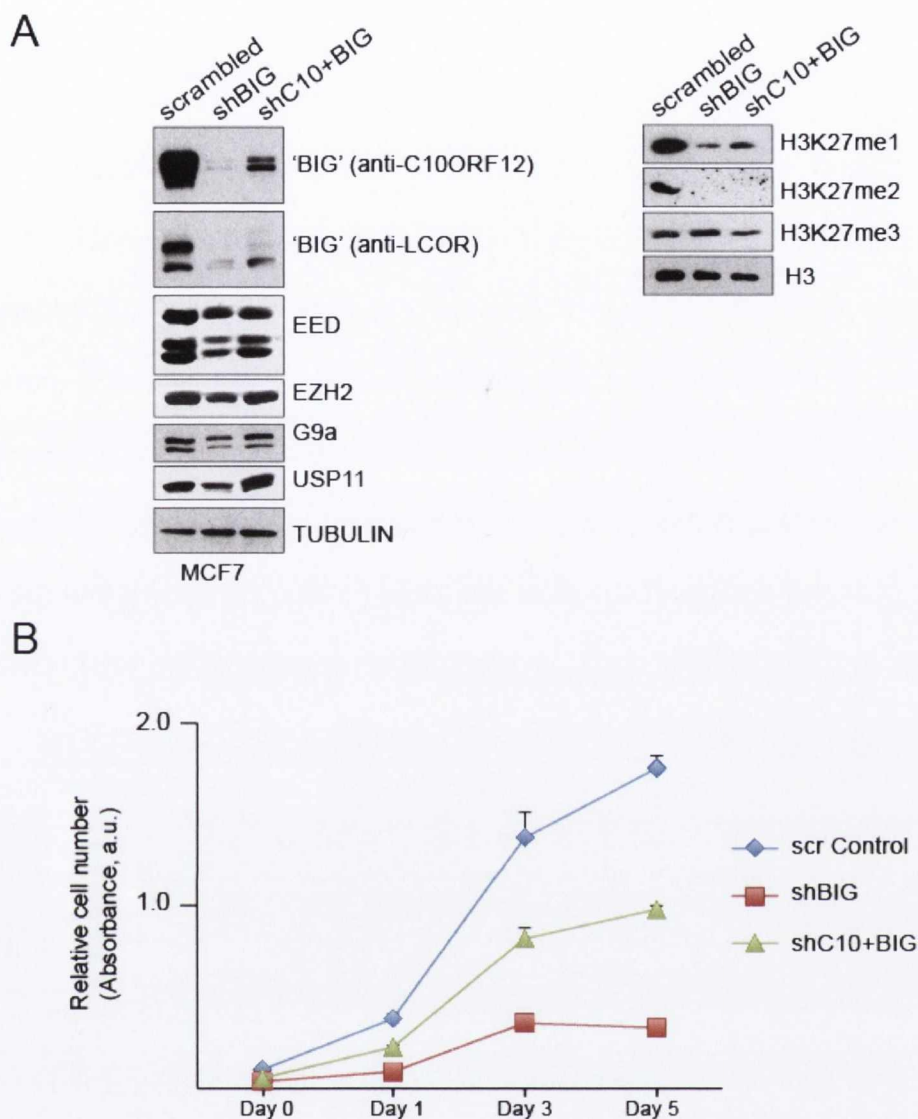 A
scrambled
shBIG
shC10+BIG
'BIG' (anti-C10ORF12)
'BIG' (anti-LCOR)
EED
EZH2
G9a
USP11
TUBULIN
MCF7
scrambled
shBIG
shC10+BIG
H3K27me1
H3K27me2
H3K27me3
H3
B
Relative cell number
(Absorbance, a.u.)
2.0
1.0
Day 0
Day 1
Day 3
Day 5
scr Control
shBIG
shC10+BIG